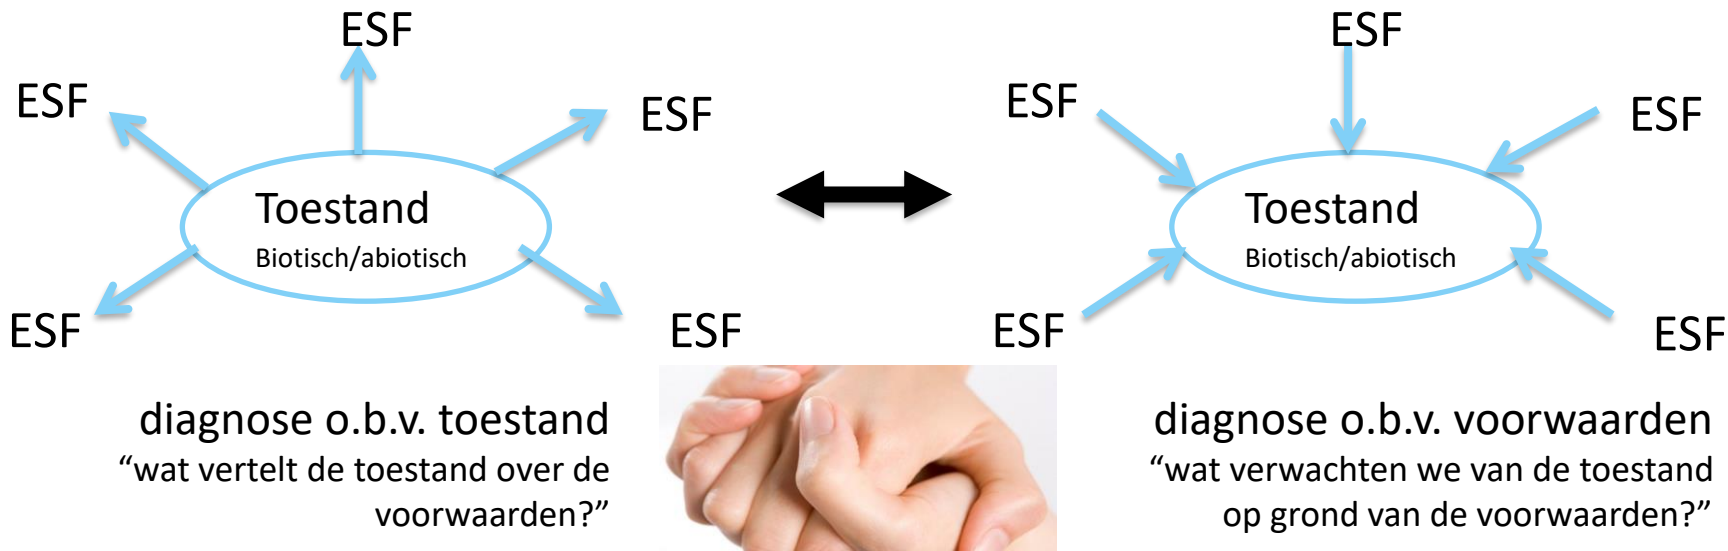 ESF
ESF
ESF
Toestand
Biotisch/abiotisch
ESF
ESF
diagnose o.b.v. toestand
“wat vertelt de toestand over de
voorwaarden?”
ESF
ESF
ESF
Toestand
Biotisch/abiotisch
ESF
ESF
diagnose o.b.v. voorwaarden
“wat verwachten we van de toestand
op grond van de voorwaarden?”